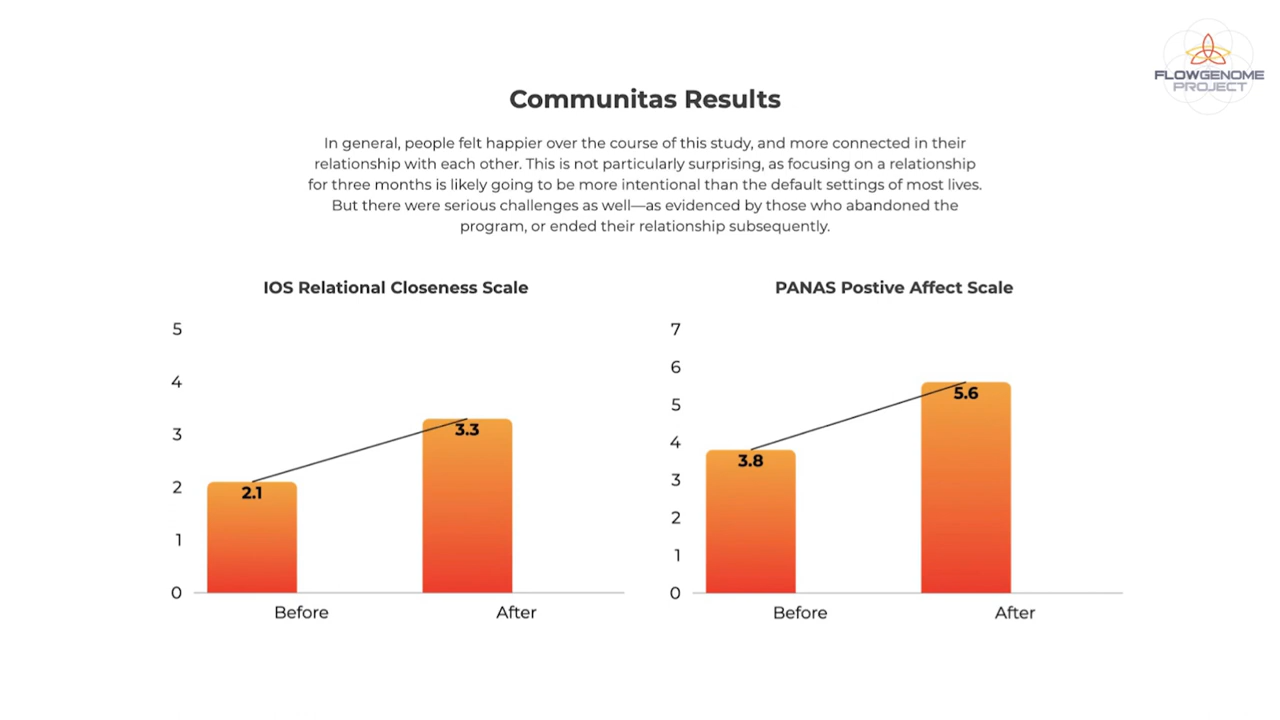 FLOWGENOME
PROJECT
Communitas Results
In general, people felt happier over the course of this study, and more connected in their
relationship with each other. This is not particularly surprising, as focusing on a relationship
for three months is likely going to be more intentional than the default settings of most lives.
But there were serious challenges as well—as evidenced by those who abandoned the
program, or ended their relationship subsequently.
IOS Relational Closeness Scale
5
4
3
2
1
0
2.1
3.3
Before
After
PANAS Postive Affect Scale
7
6
5
4
3
2
1
0
3.8
5.6
Before
After